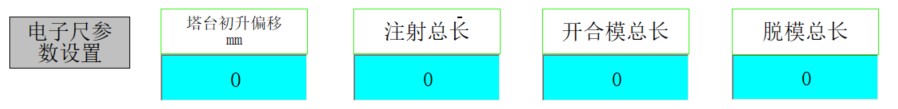 电子尺参
数设置
塔台初升偏移
mm
注射总长
开合模总长
脱模总长
0
0
0
0